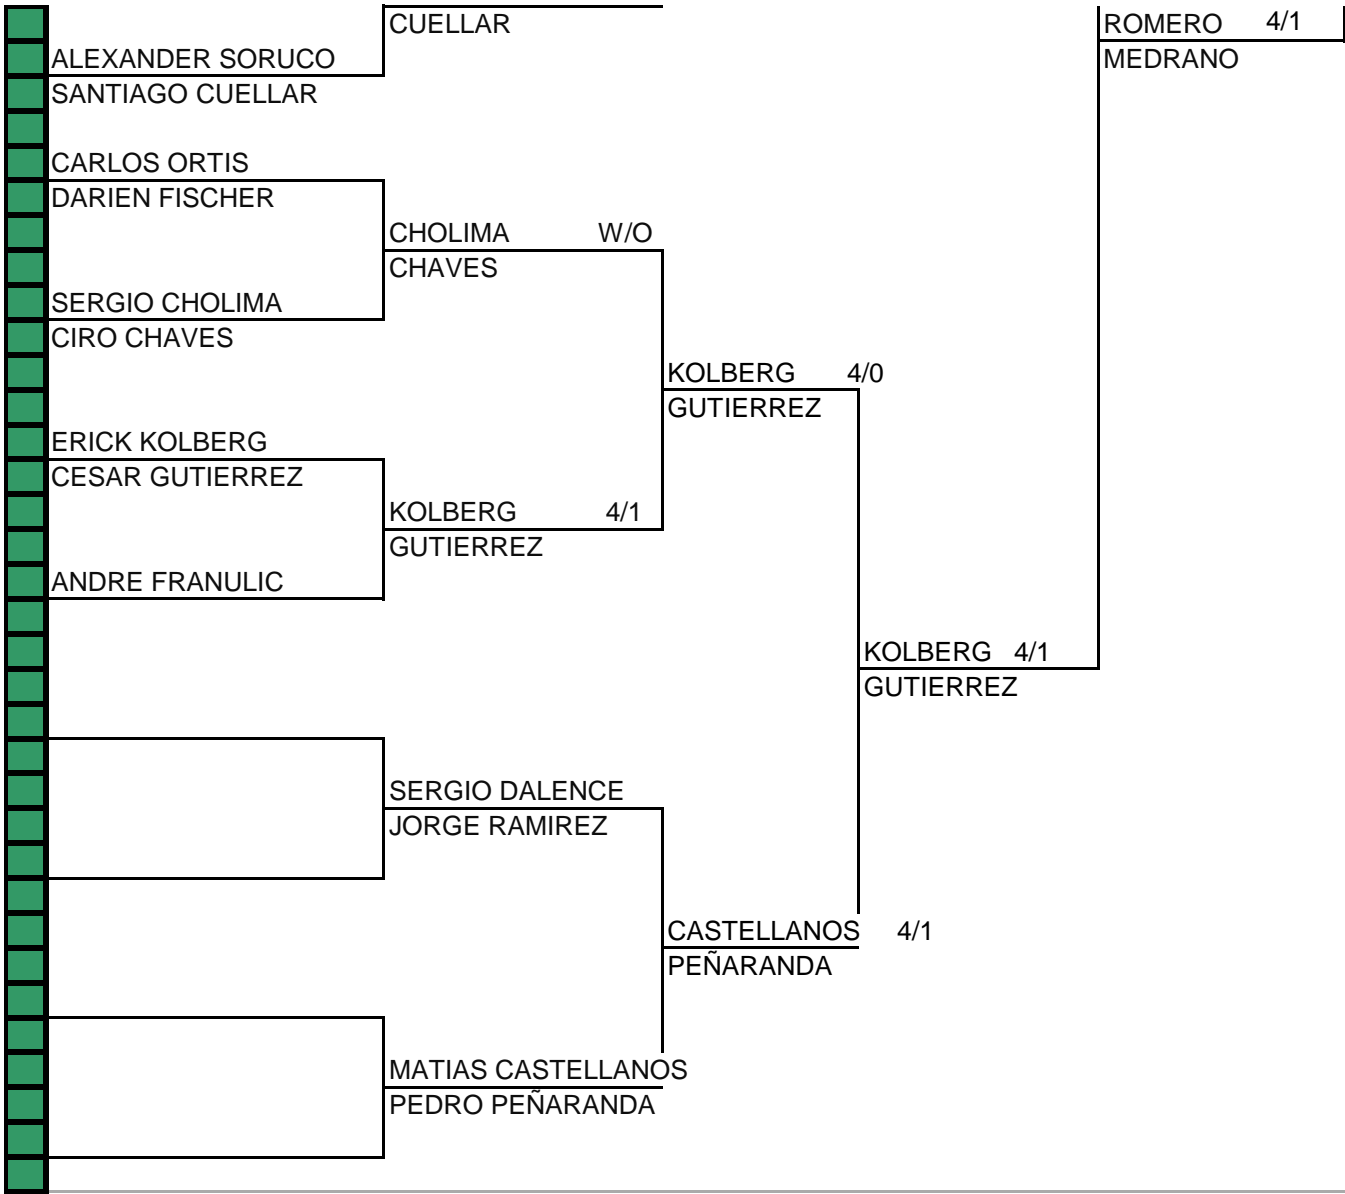 CUELLAR
ROMERO 4/1
ALEXANDER SORUCO
MEDRANO
SANTIAGO CUELLAR
CARLOS ORTIS
DARIEN FISCHER
CHOLIMA W/O
CHAVES
SERGIO CHOLIMA
CIRO CHAVES
KOLBERG 4/0
GUTIERREZ
ERICK KOLBERG
CESAR GUTIERREZ
KOLBERG 4/1
GUTIERREZ
ANDRE FRANULIC
KOLBERG 4/1
GUTIERREZ
SERGIO DALENCE
JORGE RAMIREZ
CASTELLANOS 4/1
PEÑARANDA
MATIAS CASTELLANOS
PEDRO PEÑARANDA